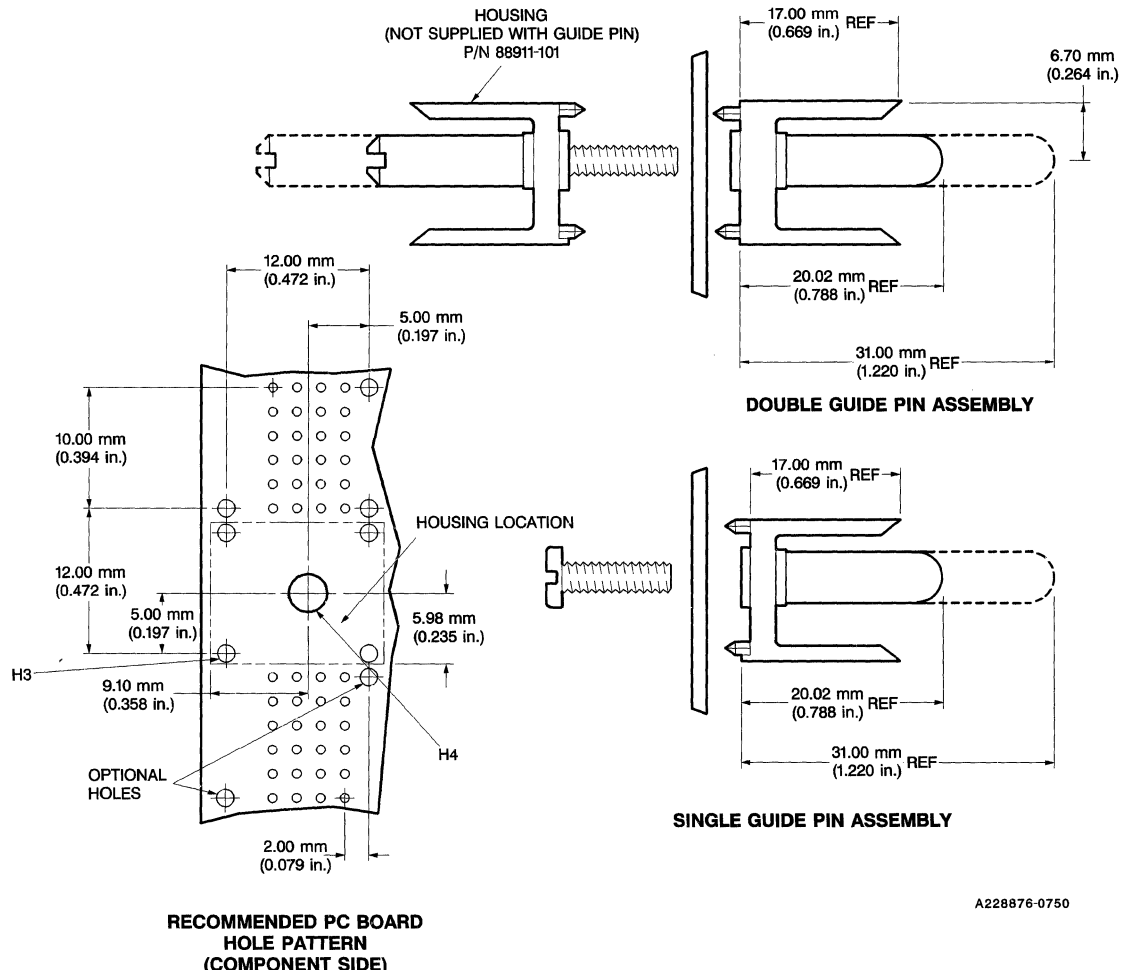 HOUSING
(NOT SUPPLIED WITH GUIDE PIN)
P/N 88911-101
17.00 mm
(0.669 in.) REF
6.70 mm
(0.264 in.)
20.02 mm
(0.788 in.) REF
31.00 mm
(1.220 in.) REF
DOUBLE GUIDE PIN ASSEMBLY
12.00 mm
(0.472 in.)
5.00 mm
(0.197 in.)
10.00 mm
(0.394 in.)
HOUSING LOCATION
12.00 mm
(0.472 in.)
5.00 mm
(0.197 in.)
5.98 mm
(0.235 in.)
H3
9.10 mm
(0.358 in.)
H4
OPTIONAL
HOLES
2.00 mm
(0.079 in.)
RECOMMENDED PC BOARD
HOLE PATTERN
(COMPONENT SIDE)
17.00 mm
(0.669 in.) REF
20.02 mm
(0.788 in.) REF
31.00 mm
(1.220 in.) REF
SINGLE GUIDE PIN ASSEMBLY
A228876-0750